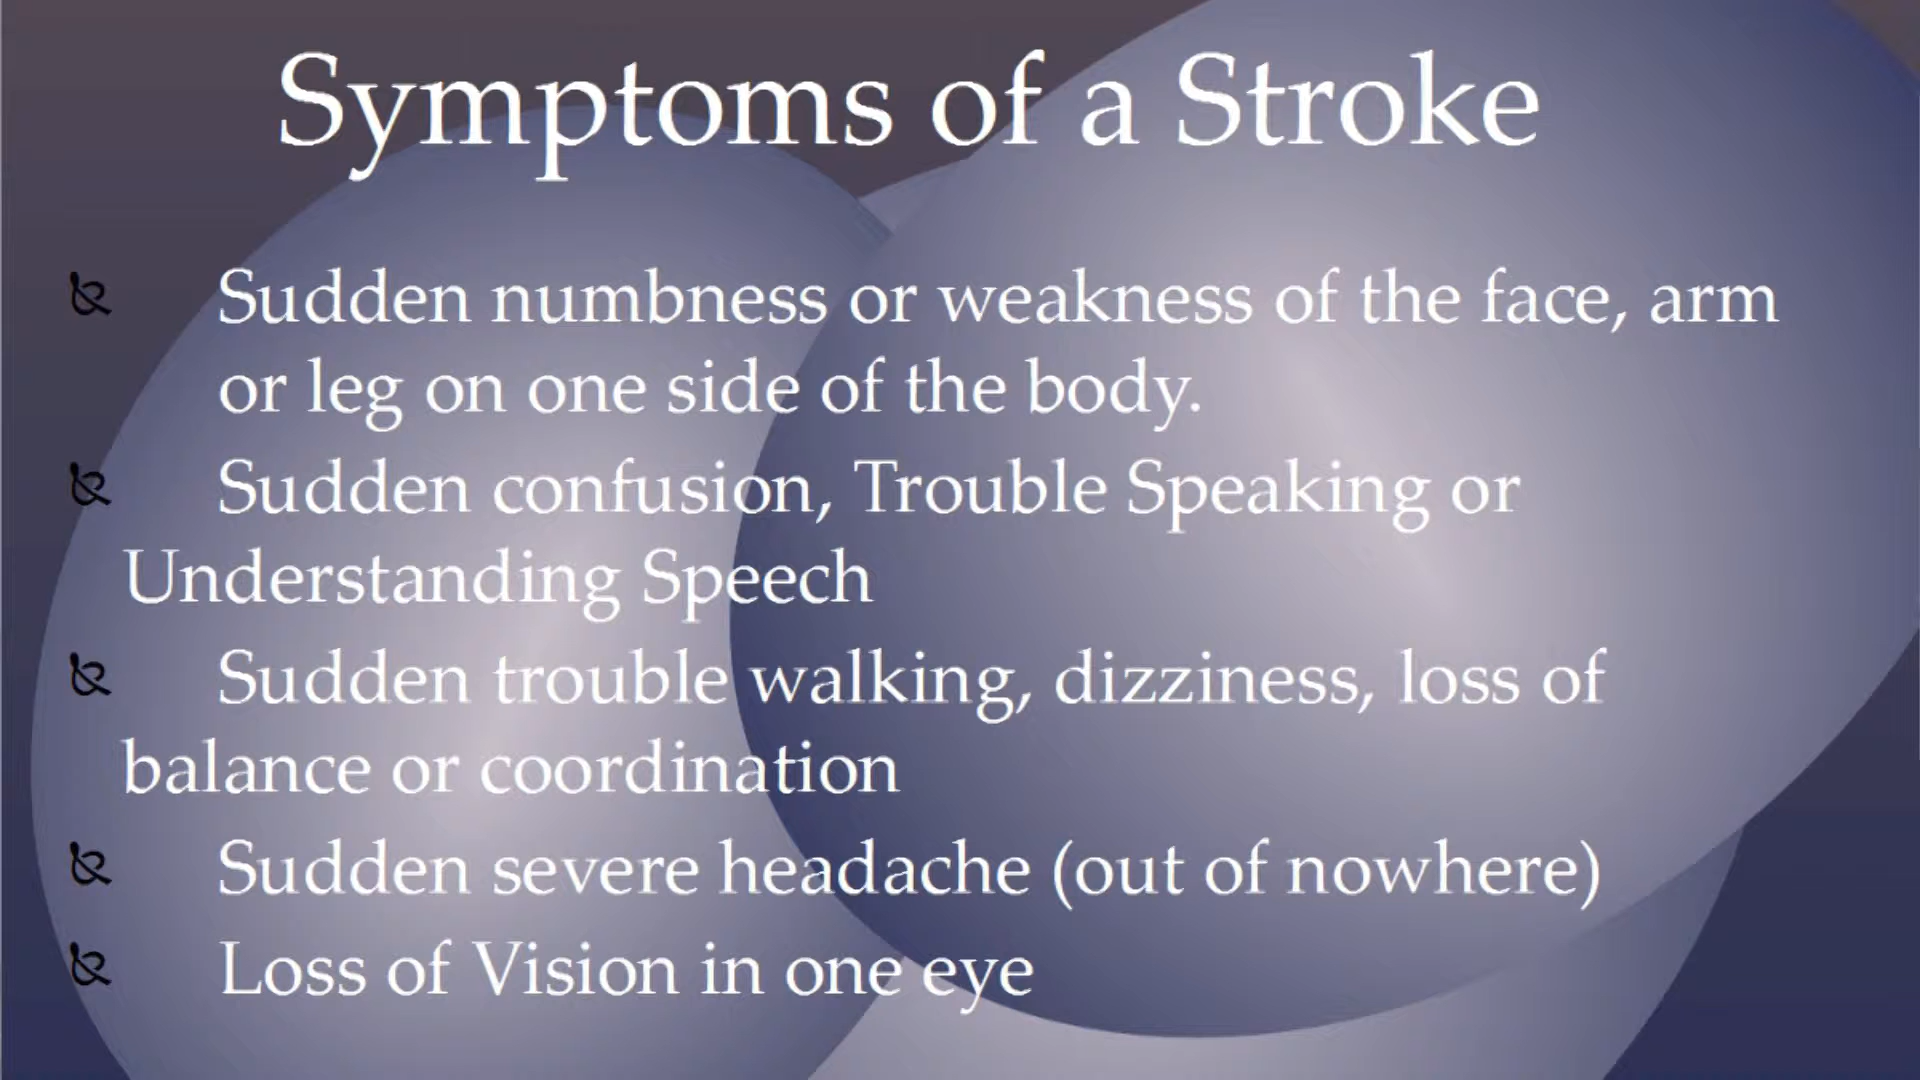 Symptoms of a Stroke
Sudden numbness or weakness of the face, arm
or leg on one side of the body.
Sudden confusion, Trouble Speaking or
Understanding Speech
Sudden trouble walking, dizziness, loss of
balance or coordination
Sudden severe headache (out of nowhere)
Loss of Vision in one eye